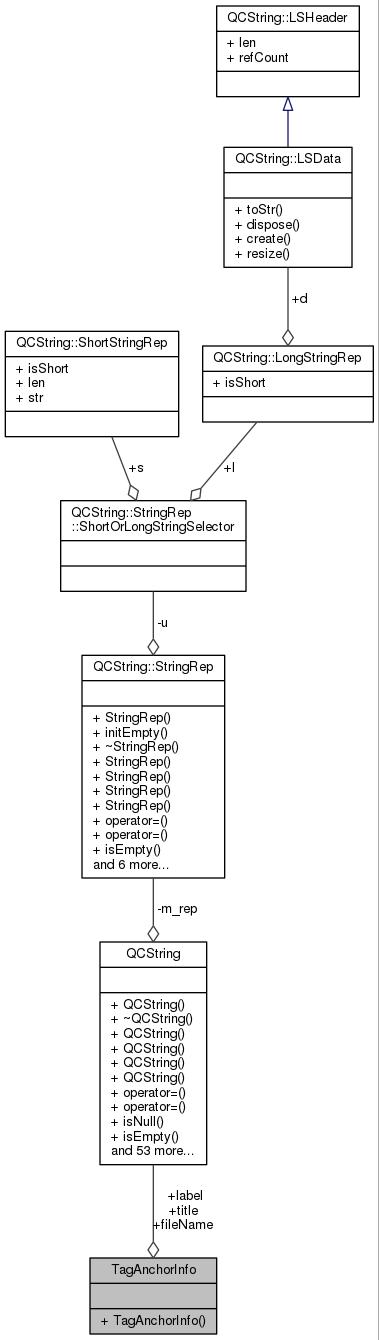 QCString::LSHeader
+ len
+ refCount
QCString::LSData
+ toStr()
+ dispose()
+ create()
+ resize()
+d
QCString::ShortStringRep
+ isShort
+ len
+ str
QCString::LongStringRep
+ isShort
+s
+l
QCString::StringRep
::ShortOrLongStringSelector
-u
QCString::StringRep
+ StringRep()
+ initEmpty()
+ ~StringRep()
+ StringRep()
+ StringRep()
+ StringRep()
+ StringRep()
+ operator=()
+ operator=()
+ isEmpty()
and 6 more...
-m_rep
QCString
+ QCString()
+ ~QCString()
+ QCString()
+ QCString()
+ QCString()
+ QCString()
+ operator=()
+ operator=()
+ isNull()
+ isEmpty()
and 53 more...
+label
+title
+fileName
TagAnchorInfo
+ TagAnchorInfo()